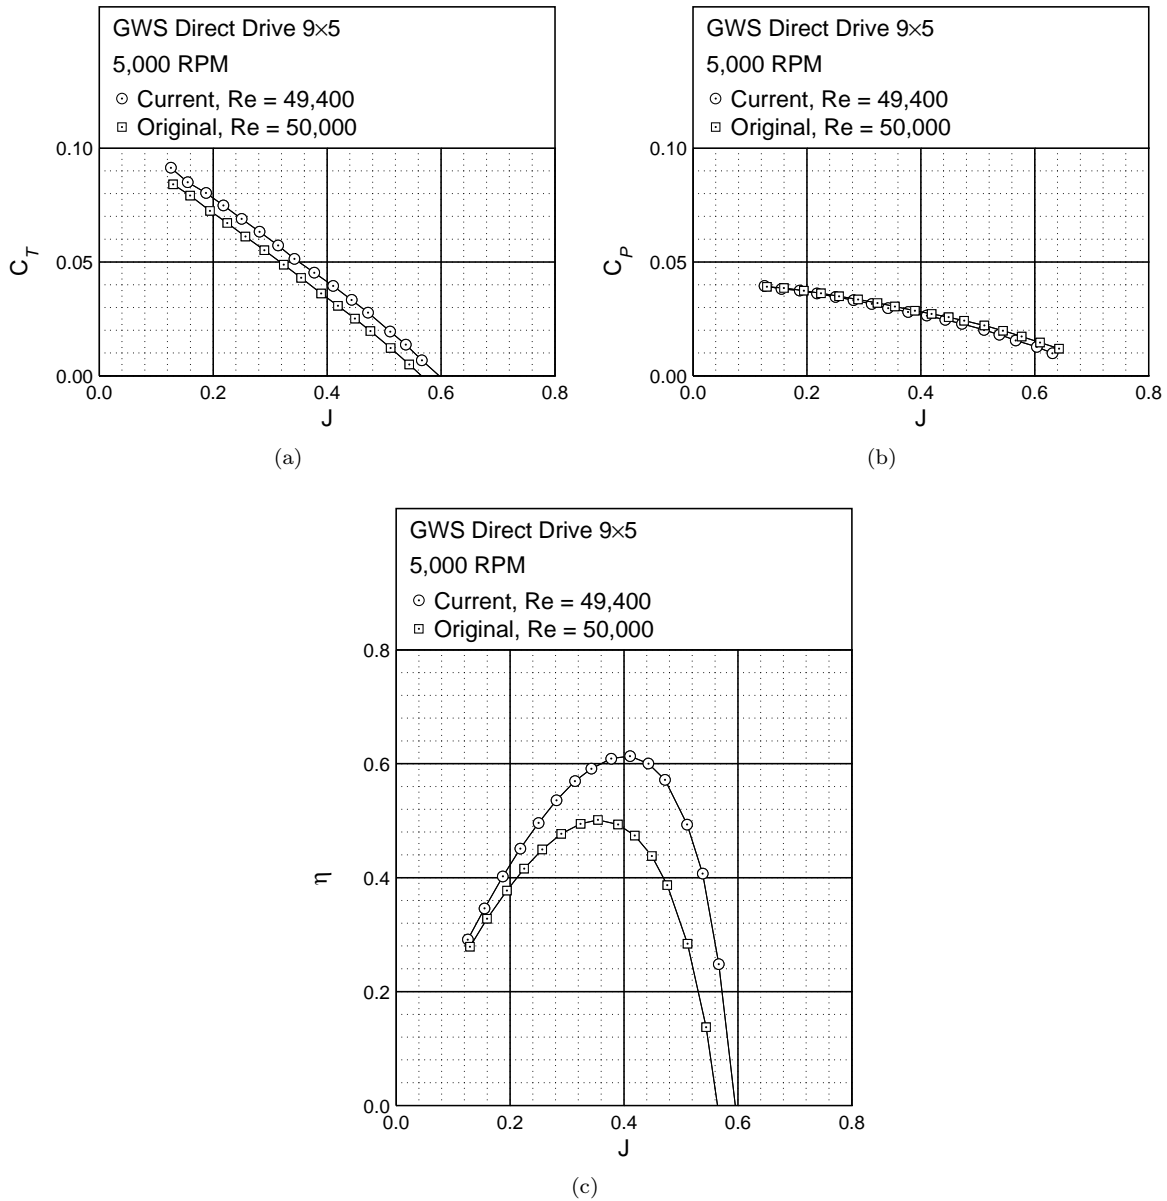 GWS Direct Drive 9×5
5,000 RPM
Current, Re = 49,400
Original, Re = 50,000
0.10
0.05
0.00
C_T
0.0 0.2 0.4 0.6 0.8
J
(a)
GWS Direct Drive 9×5
5,000 RPM
Current, Re = 49,400
Original, Re = 50,000
0.10
0.05
0.00
C_P
0.0 0.2 0.4 0.6 0.8
J
(b)
GWS Direct Drive 9×5
5,000 RPM
Current, Re = 49,400
Original, Re = 50,000
0.8
0.6
0.4
0.2
0.0
η
0.0 0.2 0.4 0.6 0.8
J
(c)